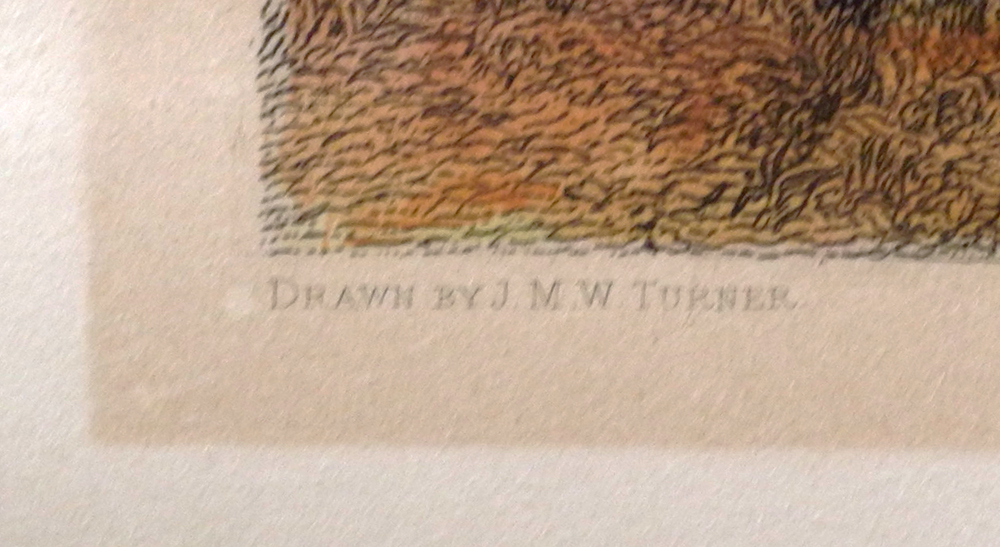 DRAWN BY J. M. W. TURNER.